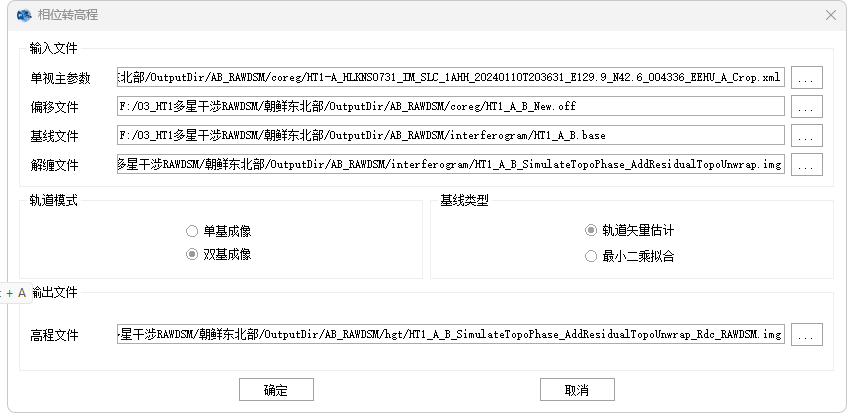 相位转高程
输入文件
单视主参数 东北部/OutputDir/AB_RAWDSM/coreg/HT1-A_HLKNS0731_IM_SLC_1AHH_20240110T203631_E129.9_N42.6_004336_EEHU_A_Crop.xml ...
偏移文件 F:/03_HT1多星干涉RAWDSM/朝鲜东北部/OutputDir/AB_RAWDSM/coreg/HT1_A_B_New.off ...
基线文件 F:/03_HT1多星干涉RAWDSM/朝鲜东北部/OutputDir/AB_RAWDSM/interferogram/HT1_A_B.base ...
解缠文件 多星干涉RAWDSM/朝鲜东北部/OutputDir/AB_RAWDSM/interferogram/HT1_A_B_SimulateTopoPhase_AddResidualTopoUnwrap.img ...
轨道模式
单基成像
双基成像
基线类型
轨道矢量估计
最小二乘拟合
+ A
输出文件
高程文件 星干涉RAWDSM/朝鲜东北部/OutputDir/AB_RAWDSM/hgt/HT1_A_B_SimulateTopoPhase_AddResidualTopoUnwrap_Rdc_RAWDSM.img ...
确定 取消